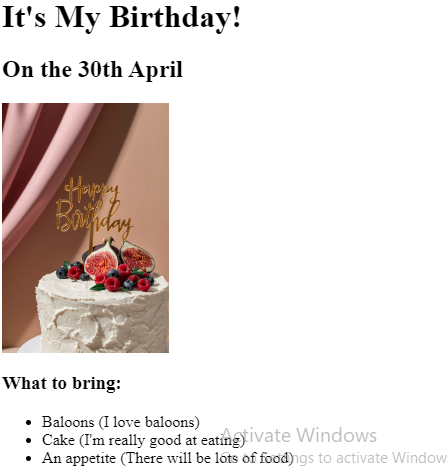 It's My Birthday!
On the 30th April
Happy
Birthday
What to bring:
Baloons (I love baloons)
Cake (I'm really good at eating)
An appetite (There will be lots of food)
Activate Windows
Go to Settings to activate Window